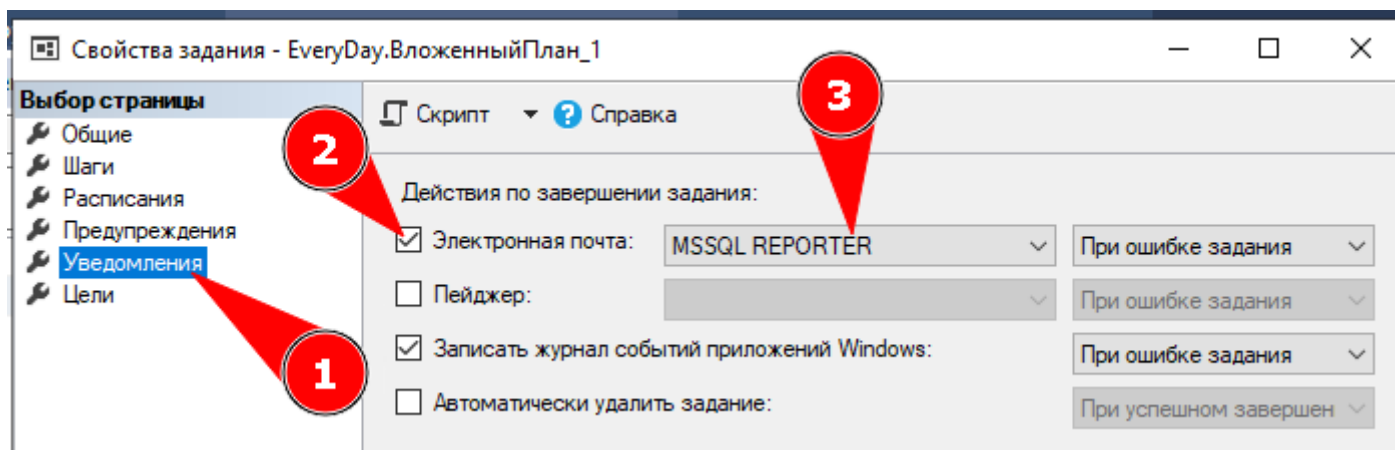 Свойства задания - EveryDay.ВложенныйПлан_1
Выбор страницы
Общие
Шаги
Расписания
Предупреждения
Уведомления
Цели
Скрипт
Справка
3
2
1
Действия по завершении задания:
Электронная почта: MSSQL REPORTER При ошибке задания
Пейджер: При ошибке задания
Записать журнал событий приложений Windows: При ошибке задания
Автоматически удалить задание: При успешном завершен